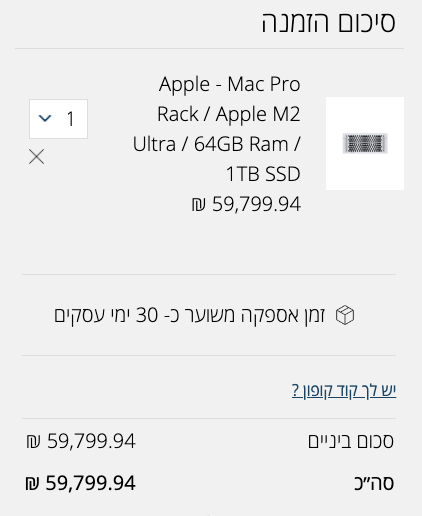 סיכום הזמנה
Apple - Mac Pro
Rack / Apple M2
Ultra / 64GB Ram /
1TB SSD
59,799.94 ₪
1
זמן אספקה משוער כ- 30 ימי עסקים
יש לך קוד קופון ?
סכום ביניים 59,799.94 ₪
סה״כ 59,799.94 ₪